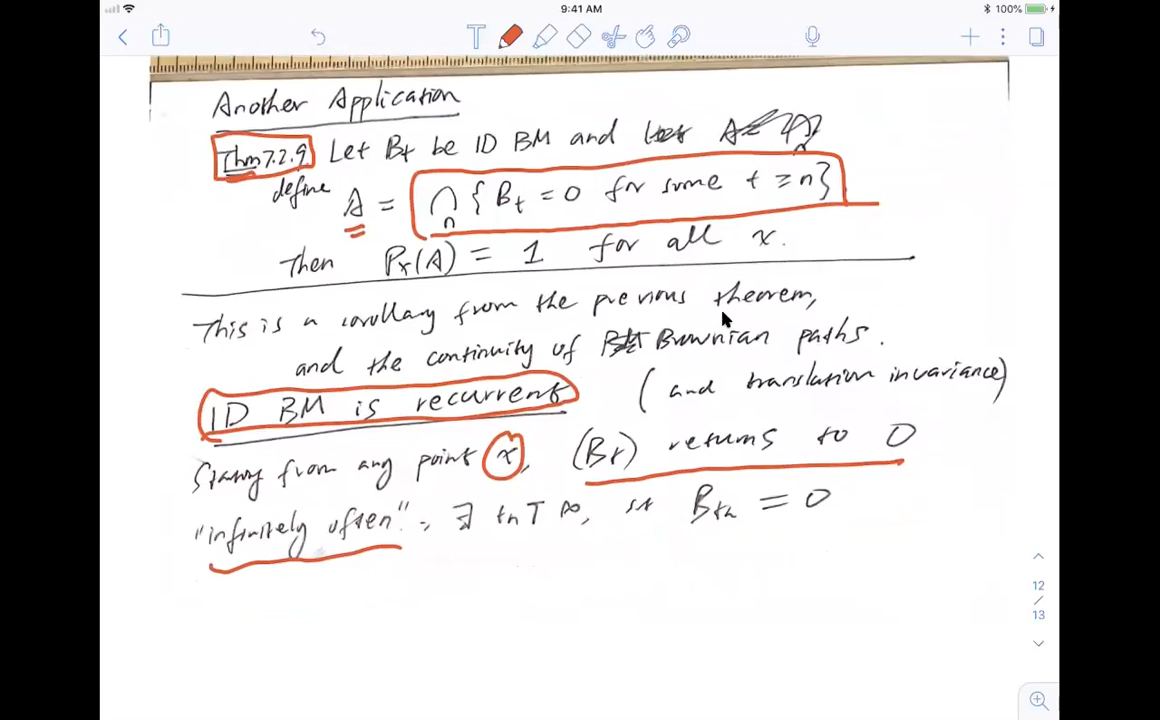 9:41 AM
100%
Another Application
Thm 7.2.9 Let Bt be 1D BM and
define A = ∩n { Bt = 0 for some t ≥ n }
Then Px(A) = 1 for all x.
This is a corollary from the previous theorem,
and the continuity of Brownian paths.
(and translation invariance)
1D BM is recurrent
Starting from any point x, (Bt) returns to 0
"infinitely often". ∃ tn ↑ ∞, st Btn = 0
12
/
13